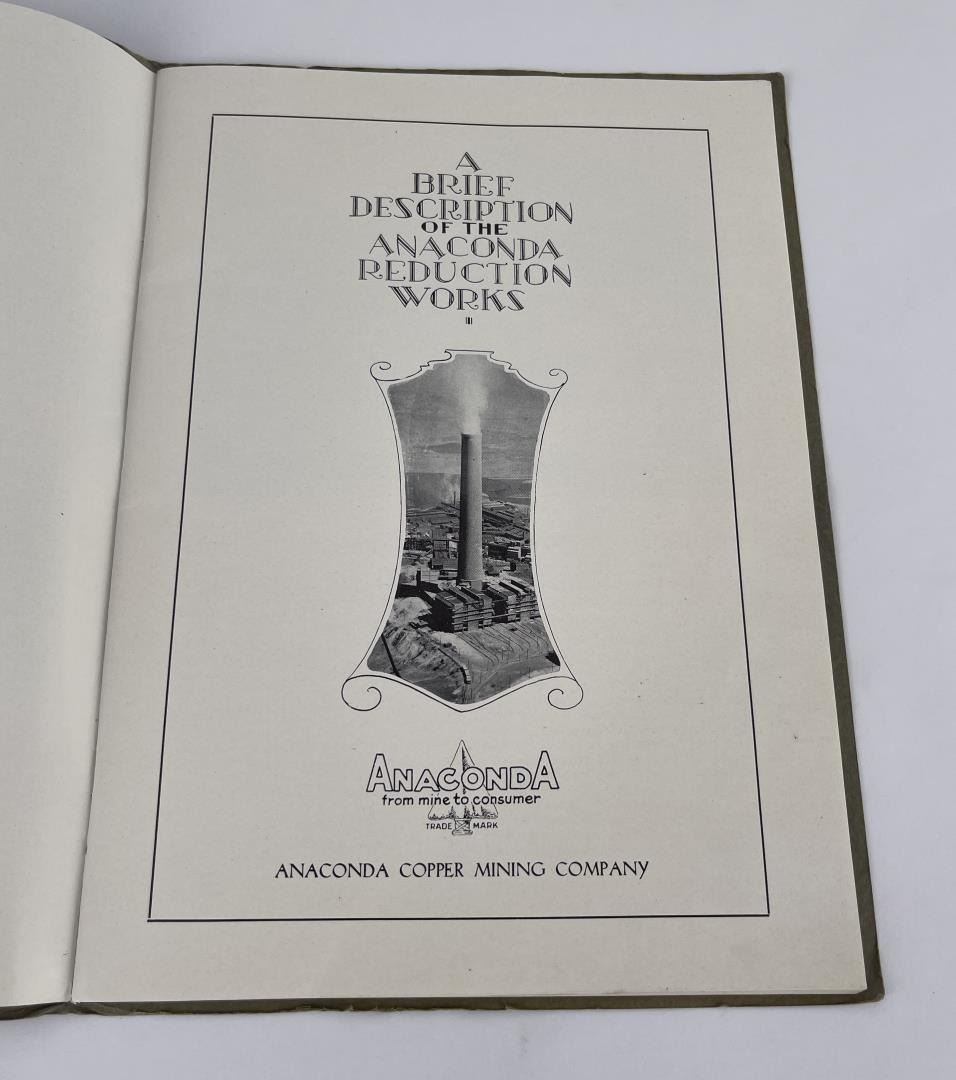 A
BRIEF
DESCRIPTION
OF THE
ANACONDA
REDUCTION
WORKS
ANACONDA
from mine to consumer
TRADE MARK
ANACONDA COPPER MINING COMPANY